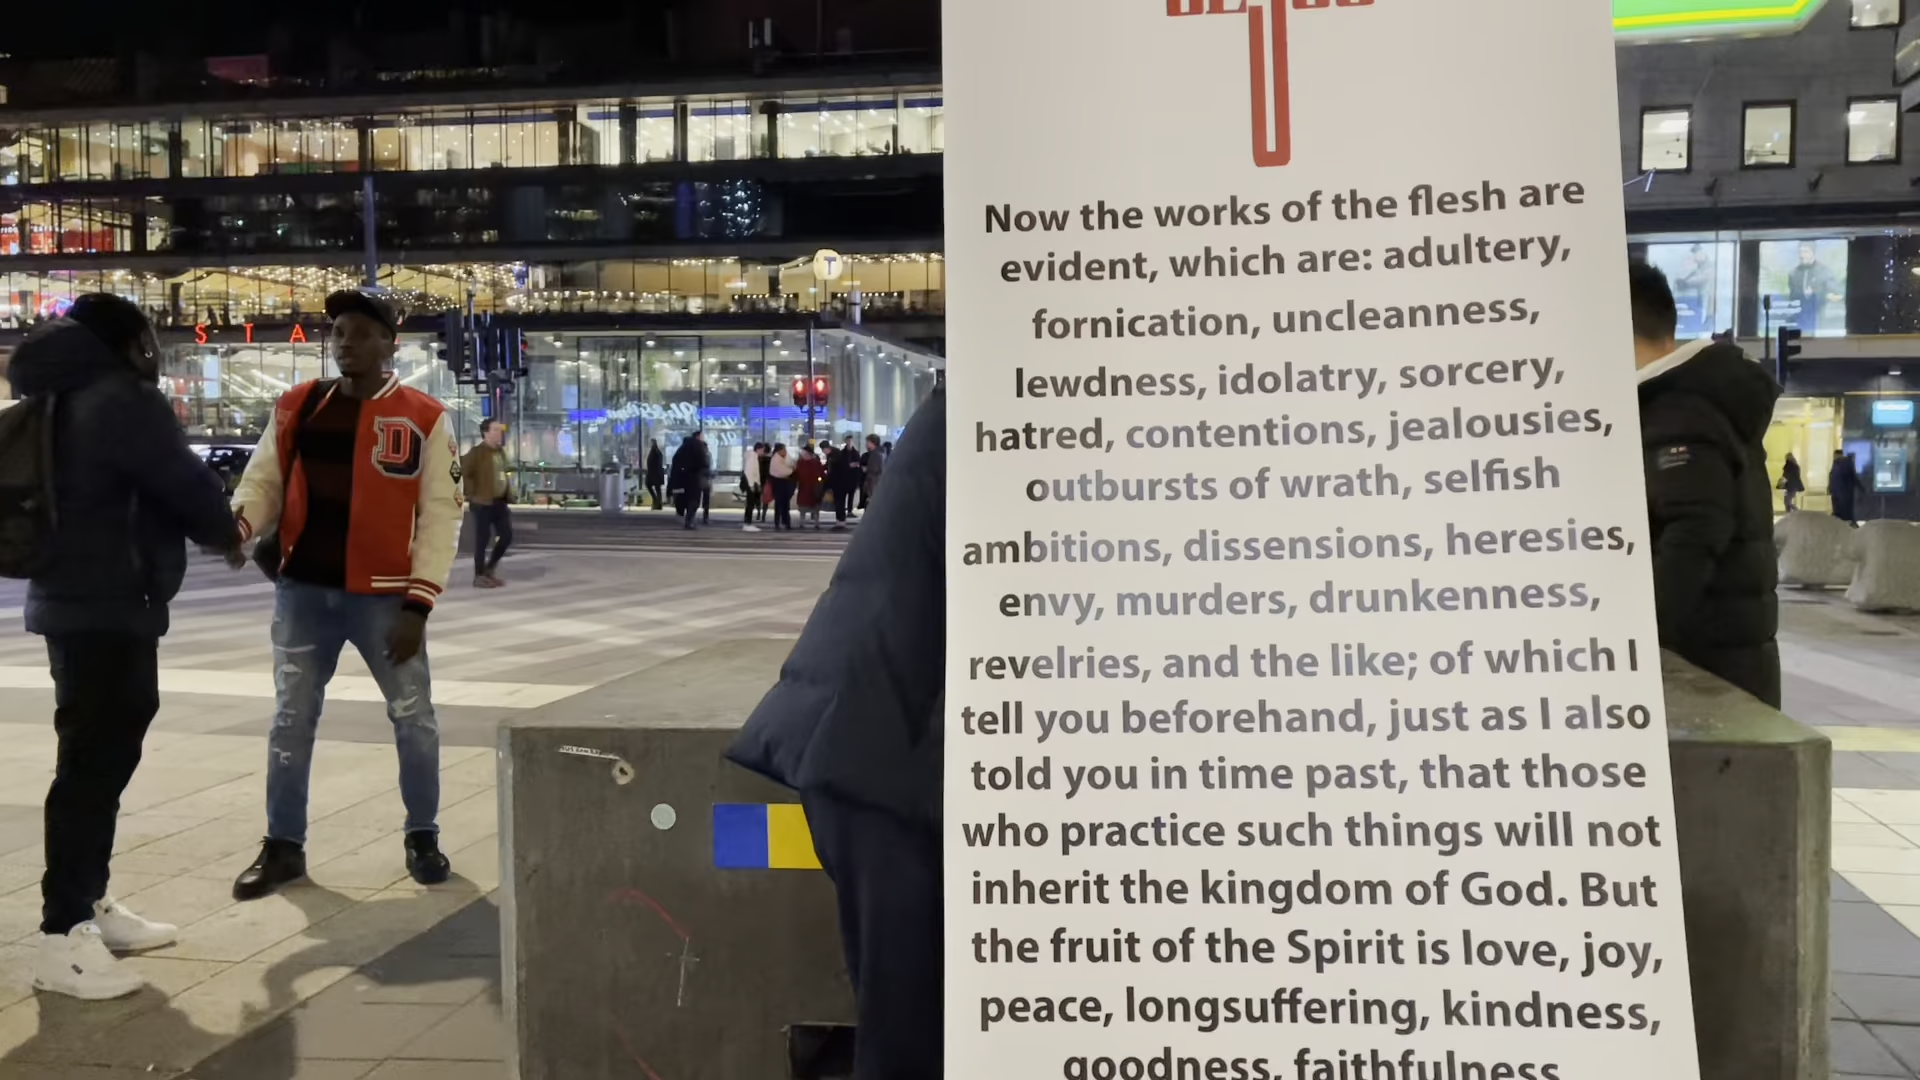 JESUS
Now the works of the flesh are
evident, which are: adultery,
fornication, uncleanness,
lewdness, idolatry, sorcery,
hatred, contentions, jealousies,
outbursts of wrath, selfish
ambitions, dissensions, heresies,
envy, murders, drunkenness,
revelries, and the like; of which I
tell you beforehand, just as I also
told you in time past, that those
who practice such things will not
inherit the kingdom of God. But
the fruit of the Spirit is love, joy,
peace, longsuffering, kindness,
goodness, faithfulness
T
S T A
D